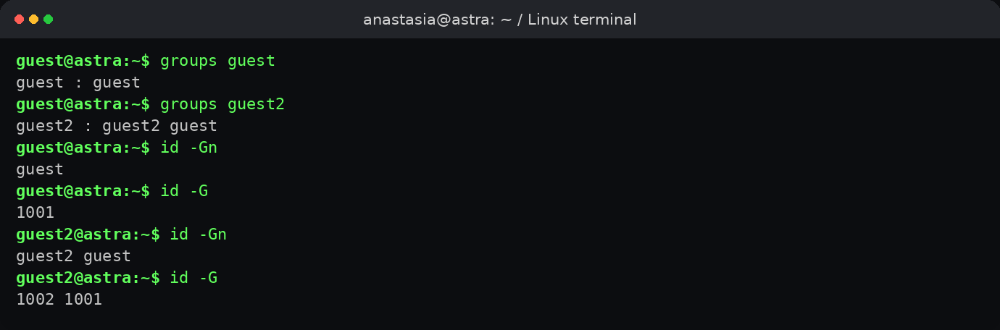 anastasia@astra: ~ / Linux terminal
guest@astra:~$ groups guest
guest : guest
guest@astra:~$ groups guest2
guest2 : guest2 guest
guest@astra:~$ id -Gn
guest
guest@astra:~$ id -G
1001
guest2@astra:~$ id -Gn
guest2 guest
guest2@astra:~$ id -G
1002 1001